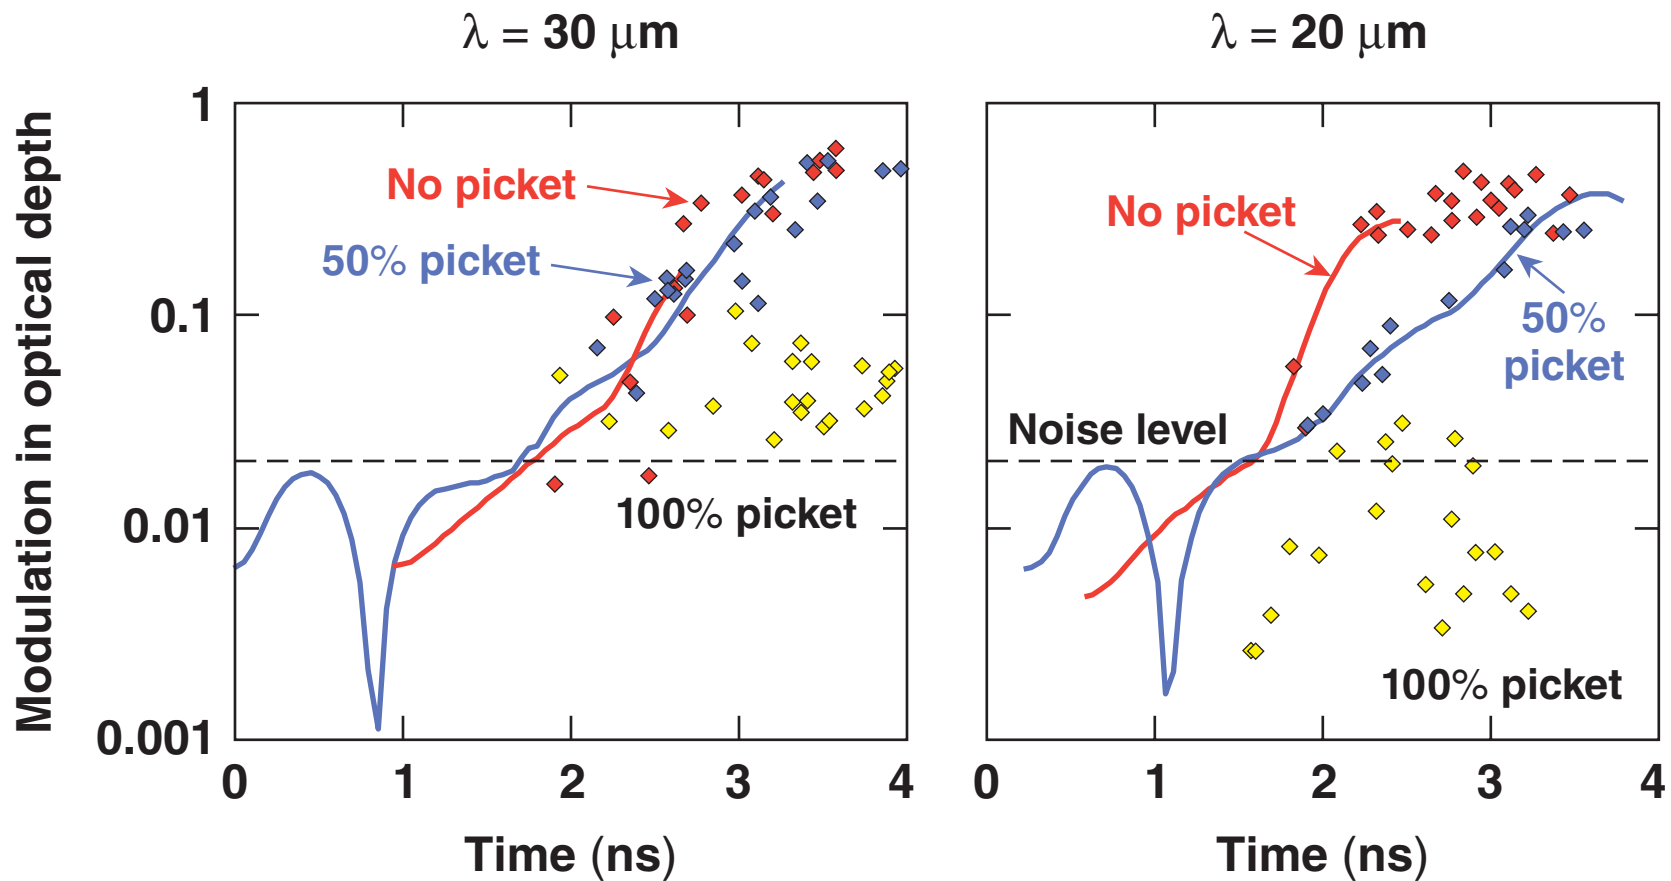 λ = 30 μm
λ = 20 μm
Modulation in optical depth
1
0.1
0.01
0.001
No picket
50% picket
100% picket
0 1 2 3 4
Time (ns)
No picket
50%
picket
Noise level
100% picket
0 1 2 3 4
Time (ns)